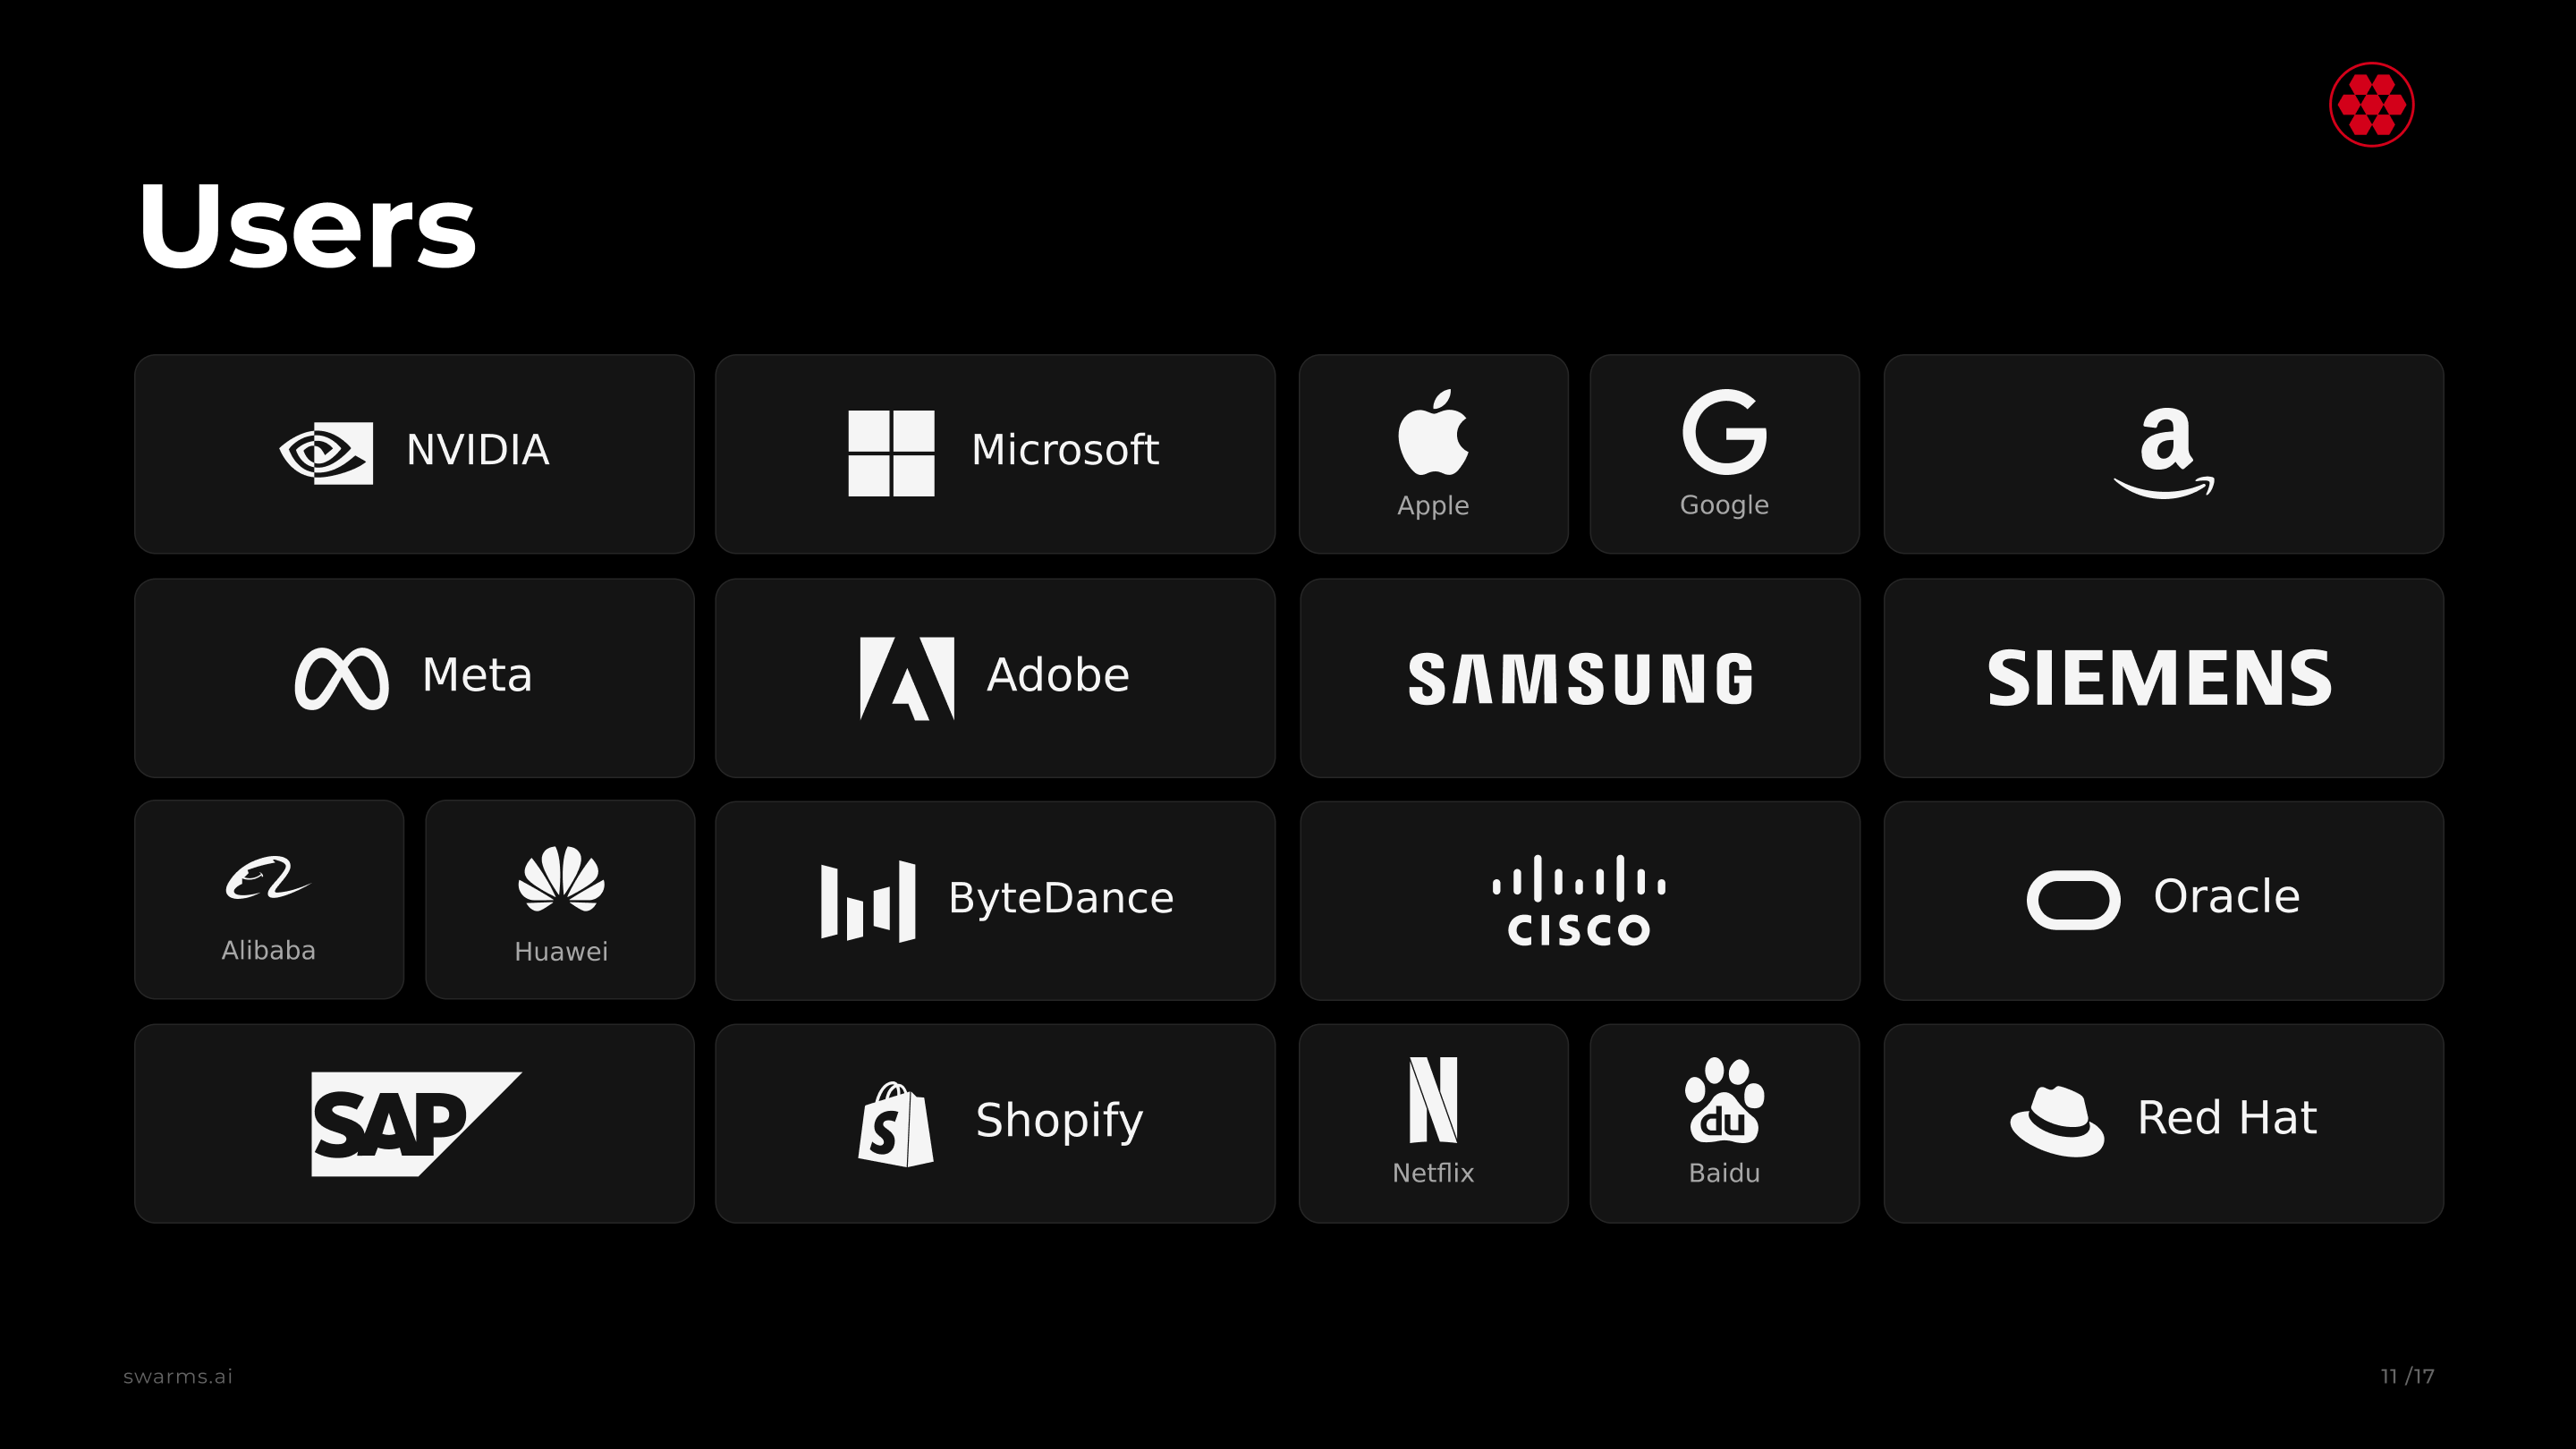 Users
NVIDIA
Microsoft
Apple
Google
a
Meta
Adobe
SAMSUNG
SIEMENS
Alibaba
Huawei
ByteDance
CISCO
Oracle
SAP
S
Shopify
N
Netflix
du
Baidu
Red Hat
swarms.ai
11 /17